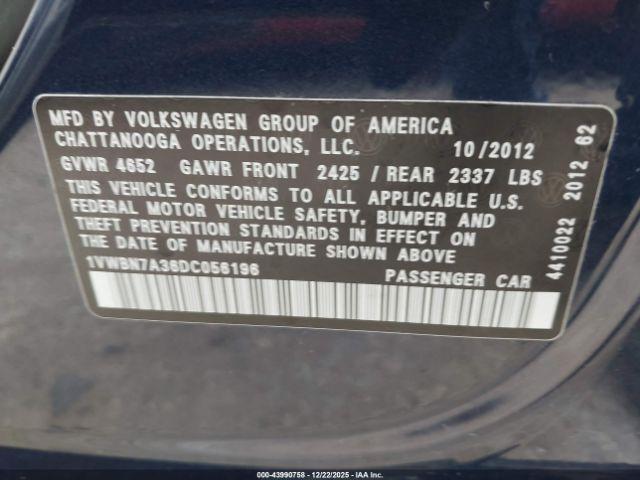 MFD BY VOLKSWAGEN GROUP OF AMERICA
CHATTANOOGA OPERATIONS, LLC. 10/2012
GVWR 4652 GAWR FRONT 2425 / REAR 2337 LBS
THIS VEHICLE CONFORMS TO ALL APPLICABLE U.S.
FEDERAL MOTOR VEHICLE SAFETY, BUMPER AND
THEFT PREVENTION STANDARDS IN EFFECT ON
THE DATE OF MANUFACTURE SHOWN ABOVE
1VWBN7A36DC056196 PASSENGER CAR
4410022 2012 62
Stock: 43990758 - 12/22/2025 - IAA Inc.